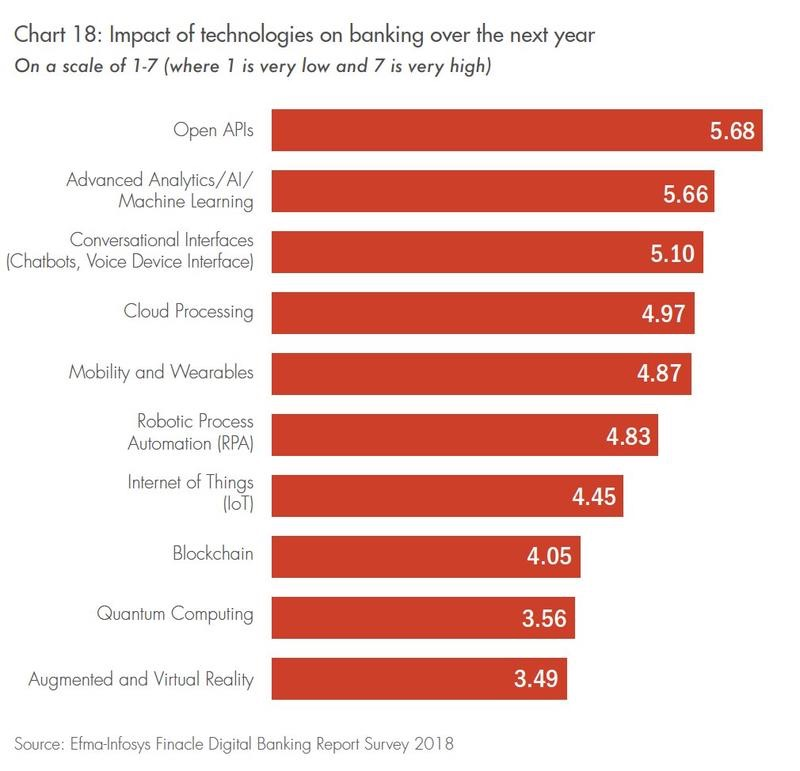 Chart 18: Impact of technologies on banking over the next year
On a scale of 1-7 (where 1 is very low and 7 is very high)
Open APIs
5.68
Advanced Analytics/AI/
Machine Learning
5.66
Conversational Interfaces
(Chatbots, Voice Device Interface)
5.10
Cloud Processing
4.97
Mobility and Wearables
4.87
Robotic Process
Automation (RPA)
4.83
Internet of Things
(IoT)
4.45
Blockchain
4.05
Quantum Computing
3.56
Augmented and Virtual Reality
3.49
Source: Efma-Infosys Finacle Digital Banking Report Survey 2018